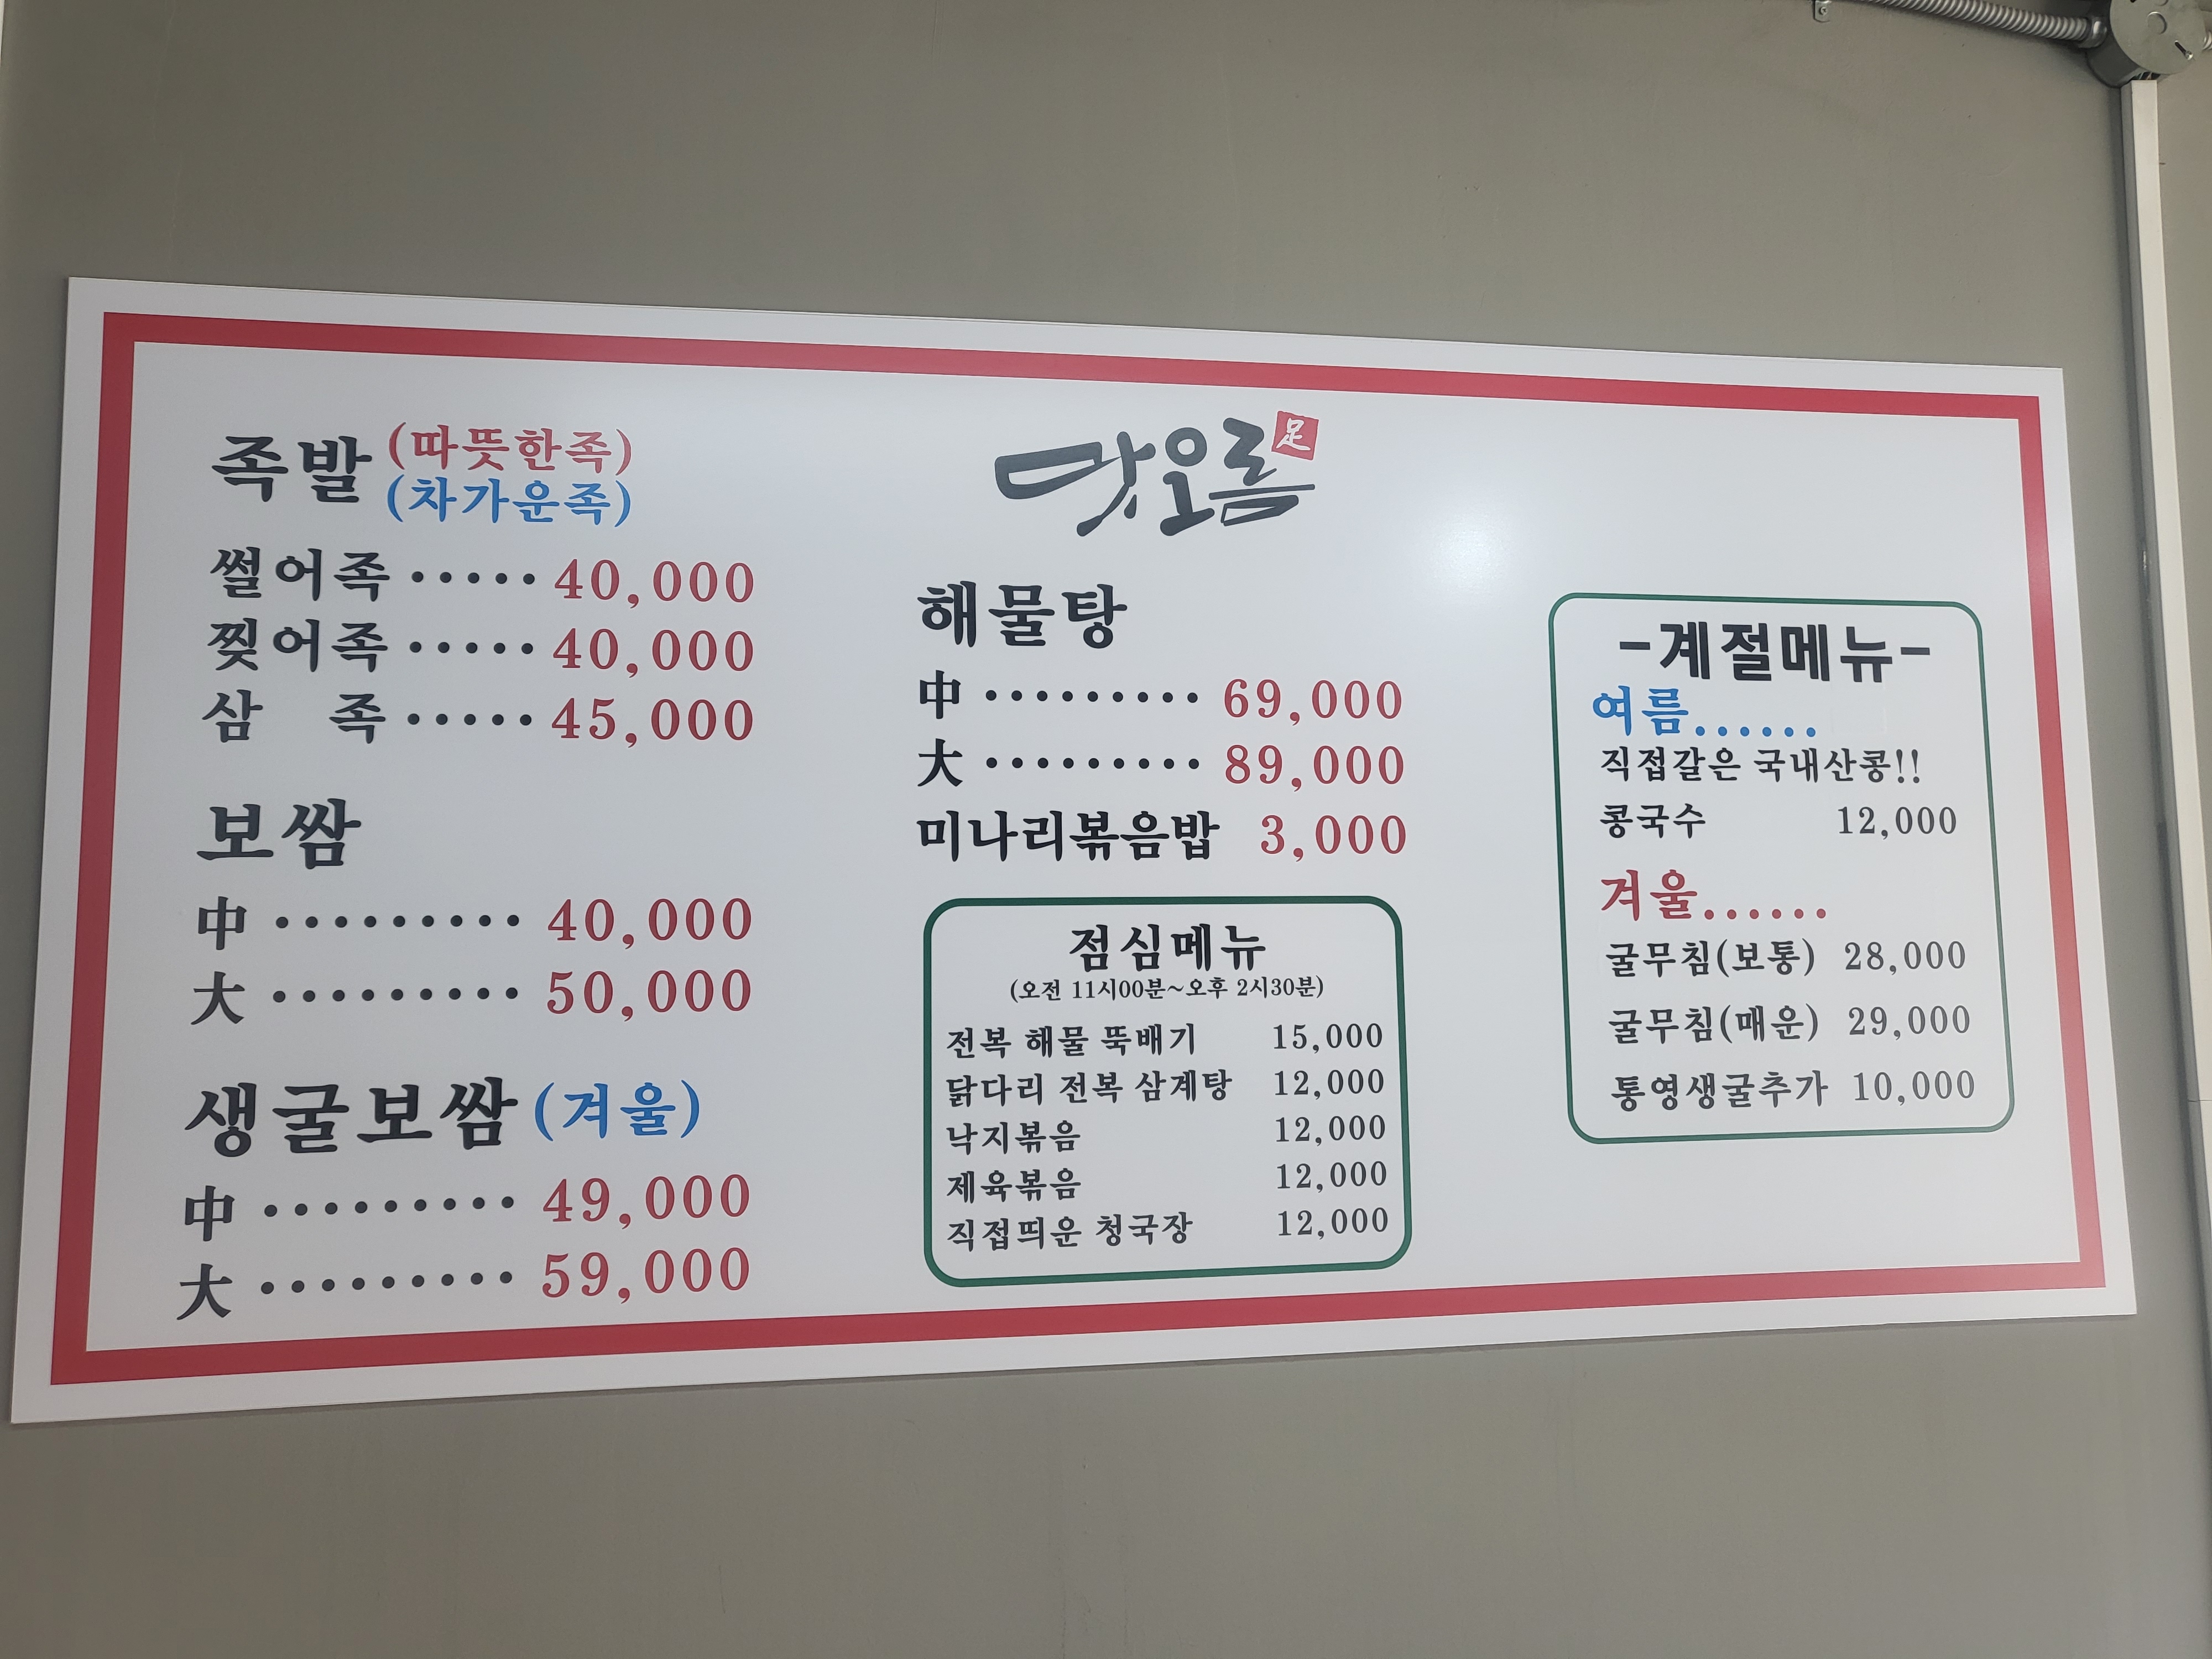 족발 (따뜻한족)
(차가운족)
썰어족 ····· 40,000
찢어족 ····· 40,000
삼 족 ····· 45,000
보쌈
中 ········· 40,000
大 ········· 50,000
생굴보쌈 (겨울)
中 ········· 49,000
大 ········· 59,000
맛오름 足
해물탕
中 ········· 69,000
大 ········· 89,000
미나리볶음밥 3,000
점심메뉴
(오전 11시00분~오후 2시30분)
전복 해물 뚝배기 15,000
닭다리 전복 삼계탕 12,000
낙지볶음 12,000
제육볶음 12,000
직접띄운 청국장 12,000
-계절메뉴-
여름......
직접갈은 국내산콩!!
콩국수 12,000
겨울......
굴무침(보통) 28,000
굴무침(매운) 29,000
통영생굴추가 10,000